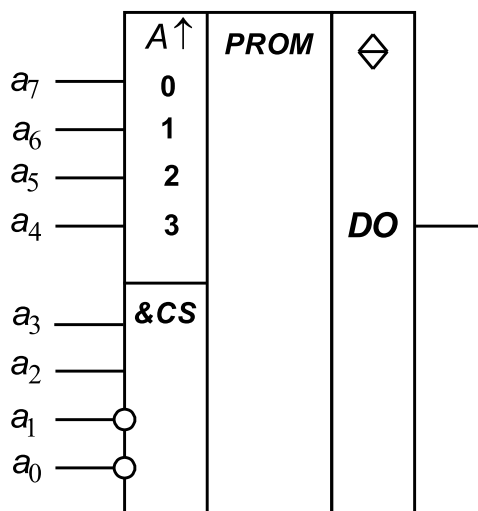 A↑ PROM
a₇ 0
a₆ 1
a₅ 2
a₄ 3 DO
a₃ &CS
a₂
a₁
a₀